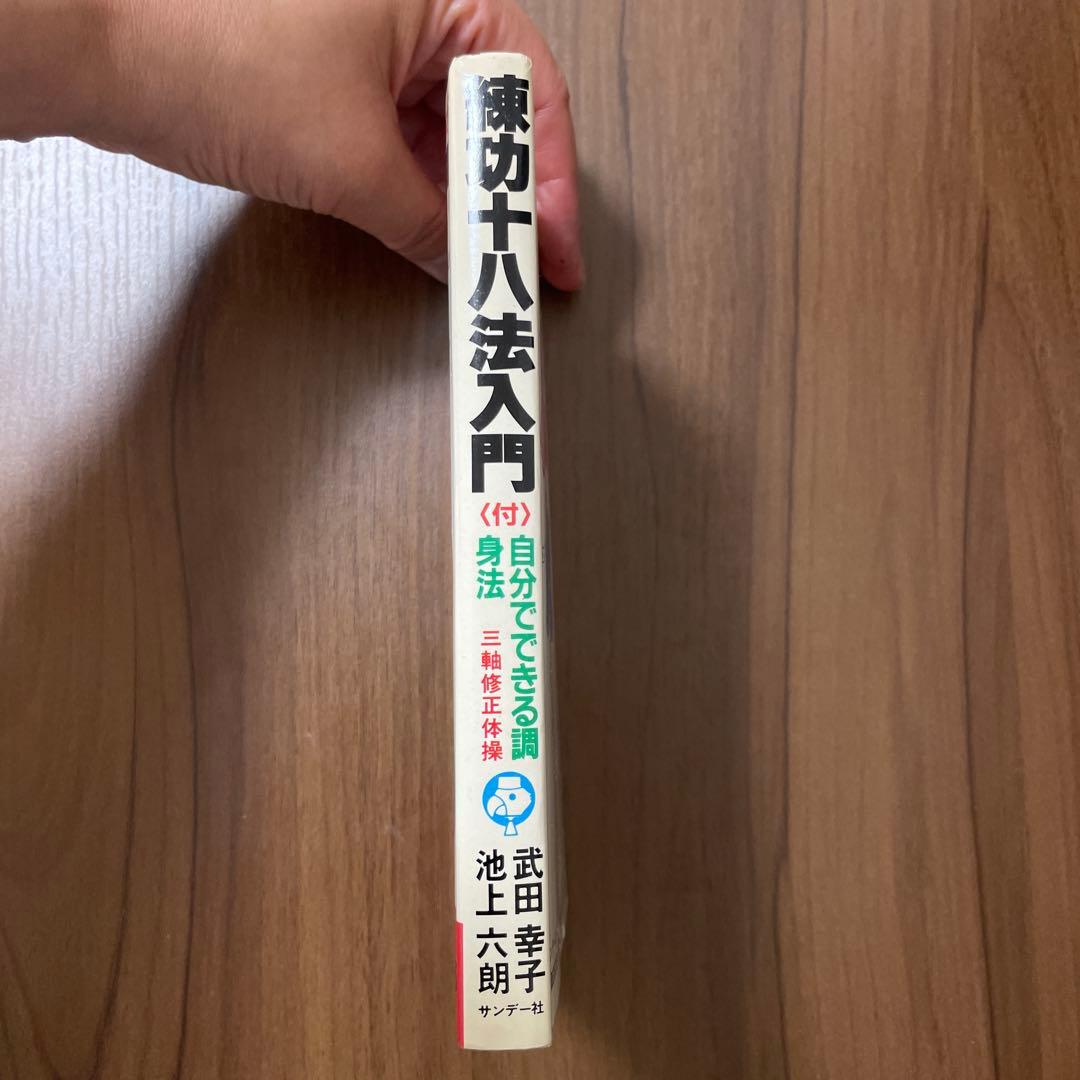 練功十八法入門
〈付〉
自分でできる調
身法
三軸修正体操
武田 幸子
池上 六朗
サンデー社